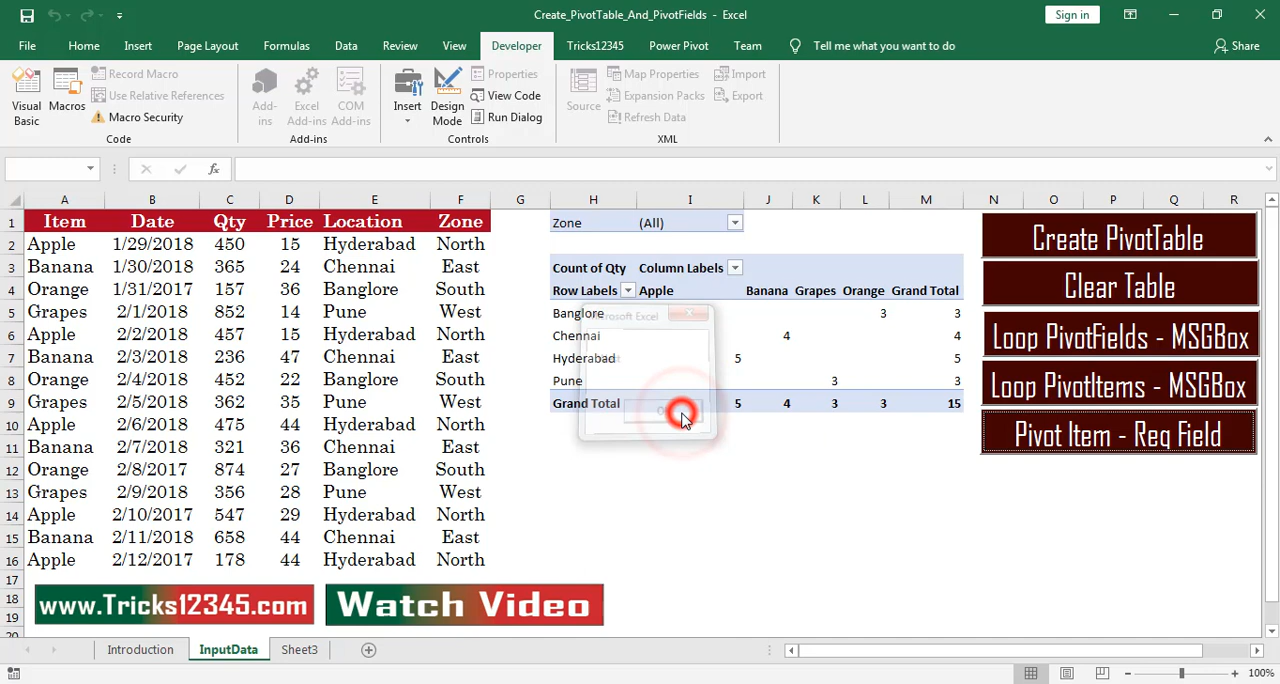 Create_PivotTable_And_PivotFields - Excel
Sign in
File Home Insert Page Layout Formulas Data Review View Developer Tricks12345 Power Pivot Team Tell me what you want to do Share
Visual Basic
Macros
Record Macro
Use Relative References
Macro Security
Code
Add-ins
Excel Add-ins
COM Add-ins
Add-ins
Insert
Design Mode
Properties
View Code
Run Dialog
Controls
Source
Map Properties
Expansion Packs
Refresh Data
Import
Export
XML
fx
A B C D E F G H I J K L M N O P Q R
1 Item Date Qty Price Location Zone Zone (All)
2 Apple 1/29/2018 450 15 Hyderabad North
3 Banana 1/30/2018 365 24 Chennai East Count of Qty Column Labels
4 Orange 1/31/2017 157 36 Banglore South Row Labels Apple Banana Grapes Orange Grand Total
5 Grapes 2/1/2018 852 14 Pune West Banglore 3 3
6 Apple 2/2/2018 457 15 Hyderabad North Chennai 4 4
7 Banana 2/3/2018 236 47 Chennai East Hyderabad 5 5
8 Orange 2/4/2018 452 22 Banglore South Pune 3 3
9 Grapes 2/5/2018 362 35 Pune West Grand Total 5 4 3 3 15
10 Apple 2/6/2018 475 44 Hyderabad North
11 Banana 2/7/2018 321 36 Chennai East
12 Orange 2/8/2017 874 27 Banglore South
13 Grapes 2/9/2018 356 28 Pune West
14 Apple 2/10/2017 547 29 Hyderabad North
15 Banana 2/11/2018 658 44 Chennai East
16 Apple 2/12/2017 178 44 Hyderabad North
17
18
19
20
Create PivotTable
Clear Table
Loop PivotFields - MSGBox
Loop PivotItems - MSGBox
Pivot Item - Req Field
www.Tricks12345.com
Watch Video
Introduction InputData Sheet3
100%